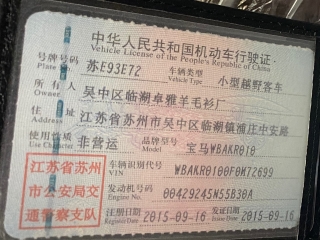 中华人民共和国机动车行驶证
Vehicle License of the People's Republic of China
号牌号码 苏E93E72 车辆类型 小型越野客车
Plate No. Vehicle Type
所有人 吴中区临湖卓雅羊毛衫厂
Owner
住址 江苏省苏州市吴中区临湖镇浦庄中安路
Address
使用性质 非营运 品牌型号 宝马WBAKR010
Use Character Model
江苏省苏州 车辆识别代号 WBAKR0100F0H72699
VIN
市公安局交 发动机号码 00429245N55B30A
Engine No.
通警察支队 注册日期 2015-09-16 发证日期 2015-09-16
Register Date Issue Date